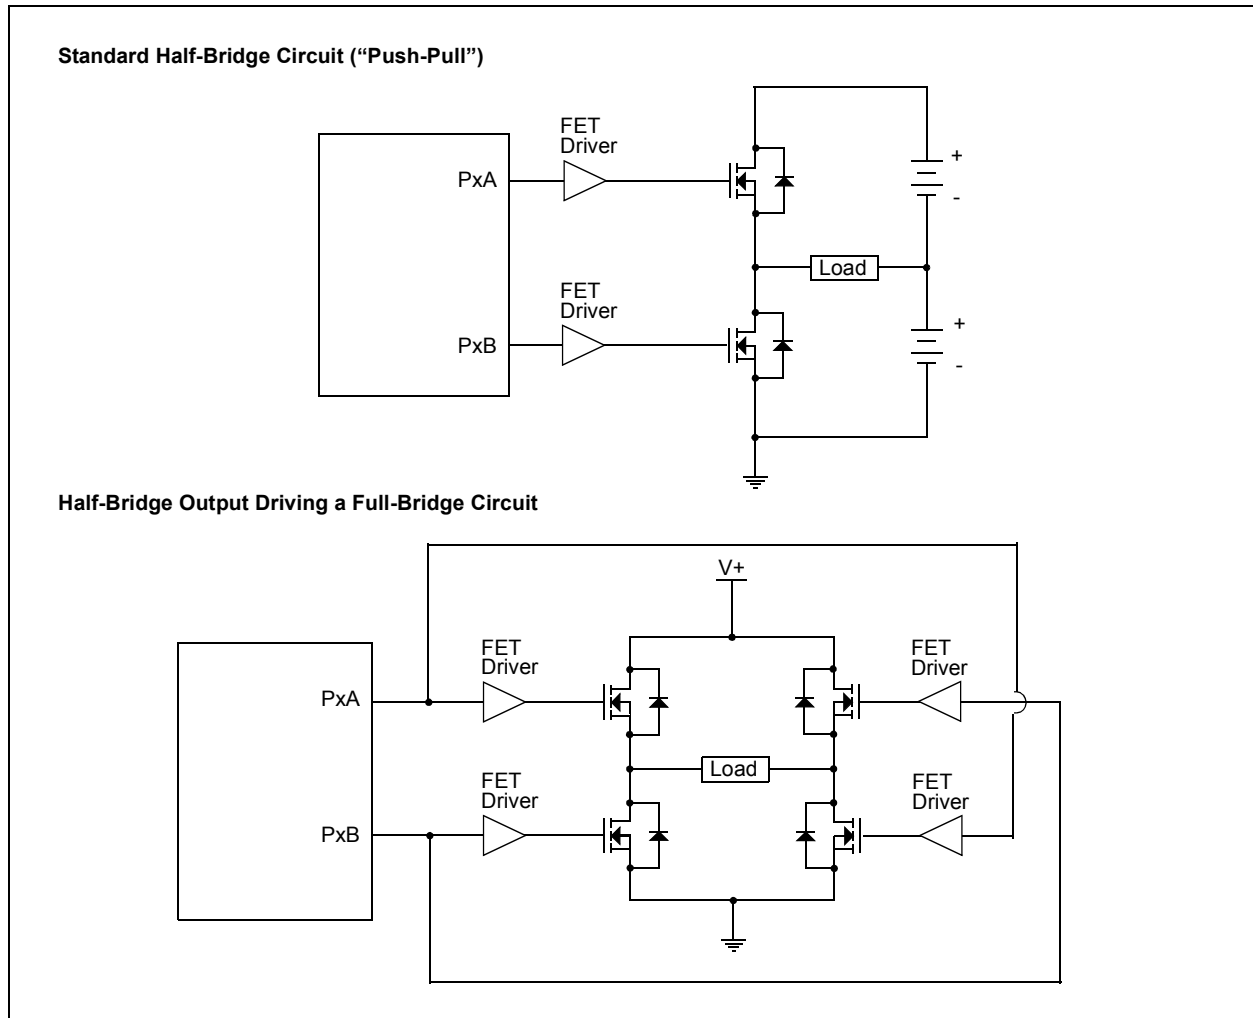 Standard Half-Bridge Circuit (“Push-Pull”)
FET
Driver
PxA
+
-
Load
FET
Driver
PxB
+
-
Half-Bridge Output Driving a Full-Bridge Circuit
V+
FET
Driver
FET
Driver
PxA
Load
FET
Driver
FET
Driver
PxB